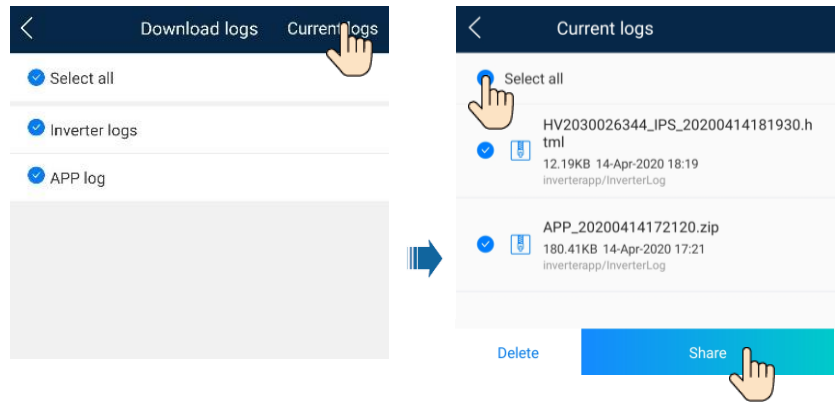 Download logs
Current logs
Select all
Inverter logs
APP log
Current logs
Select all
HV2030026344_IPS_20200414181930.h
tml
12.19KB 14-Apr-2020 18:19
inverterapp/InverterLog
APP_20200414172120.zip
180.41KB 14-Apr-2020 17:21
inverterapp/InverterLog
Delete
Share